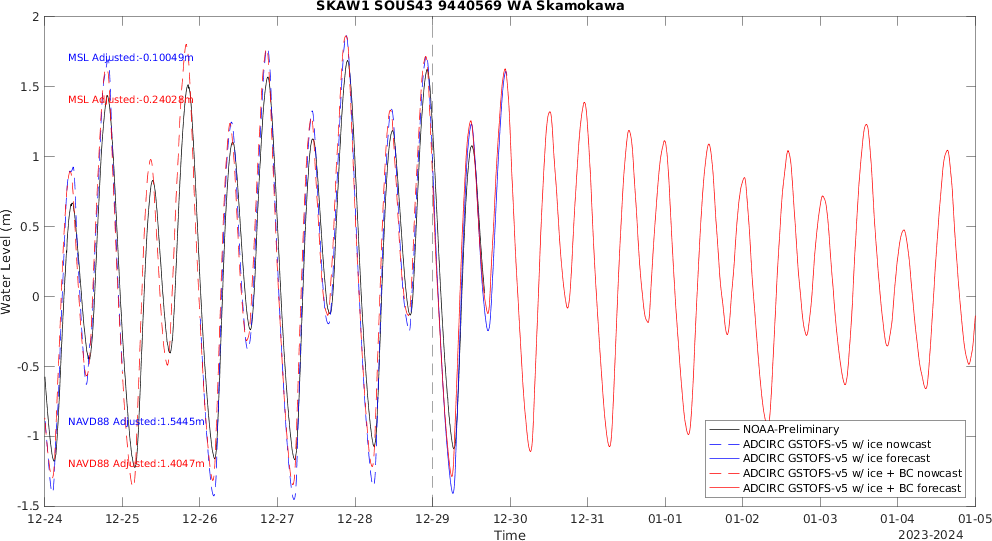 SKAW1 SOUS43 9440569 WA Skamokawa
2
1.5
1
0.5
0
-0.5
-1
-1.5
Water Level (m)
MSL Adjusted:-0.10049m
MSL Adjusted:-0.24028m
NAVD88 Adjusted:1.5445m
NAVD88 Adjusted:1.4047m
NOAA-Preliminary
ADCIRC GSTOFS-v5 w/ ice nowcast
ADCIRC GSTOFS-v5 w/ ice forecast
ADCIRC GSTOFS-v5 w/ ice + BC nowcast
ADCIRC GSTOFS-v5 w/ ice + BC forecast
12-24 12-25 12-26 12-27 12-28 12-29 12-30 12-31 01-01 01-02 01-03 01-04 01-05
Time
2023-2024